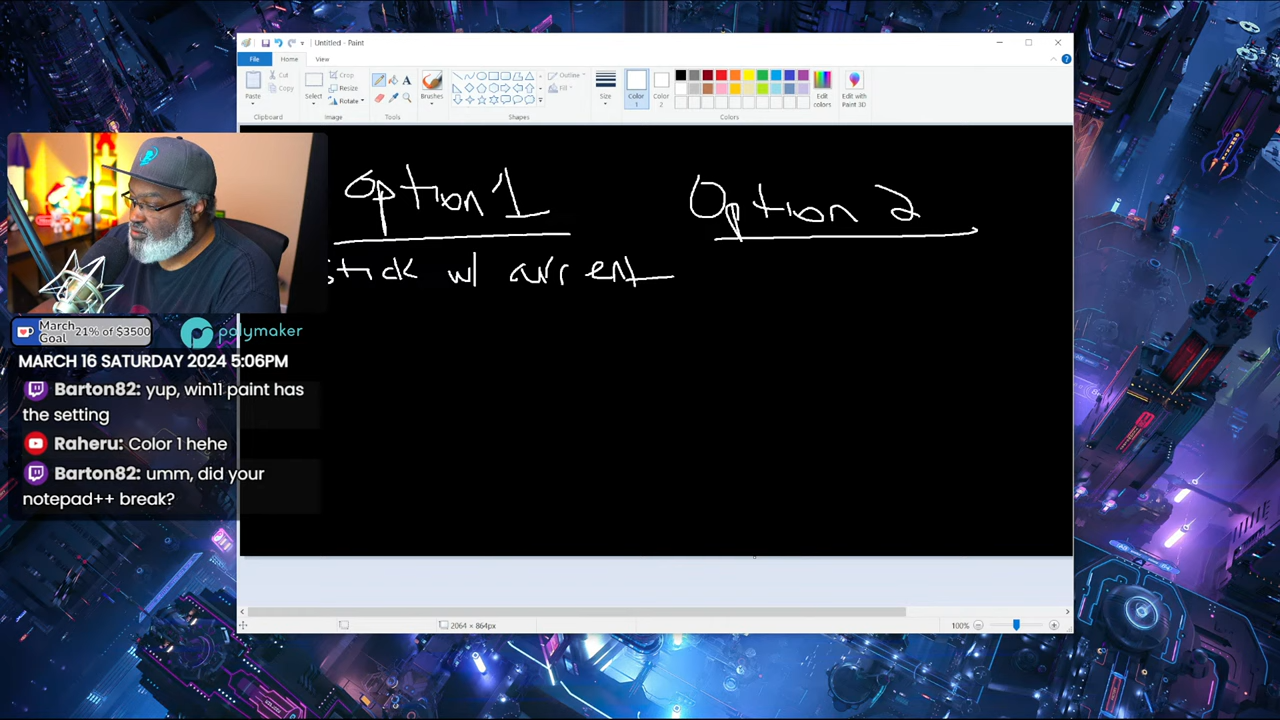 Untitled - Paint
File Home View
Paste
Cut
Copy
Clipboard
Select
Crop
Resize
Rotate
Image
Tools
A
Brushes
Shapes
Outline
Fill
Size
Color 1
Color 2
Edit colors
Colors
Edit with Paint 3D
Option 1
Option 2
stick w/ current
March Goal 21% of $3500
polymaker
MARCH 16 SATURDAY 2024 5:06PM
Barton82: yup, win11 paint has
the setting
Raheru: Color 1 hehe
Barton82: umm, did your
notepad++ break?
2064 × 864px
100%